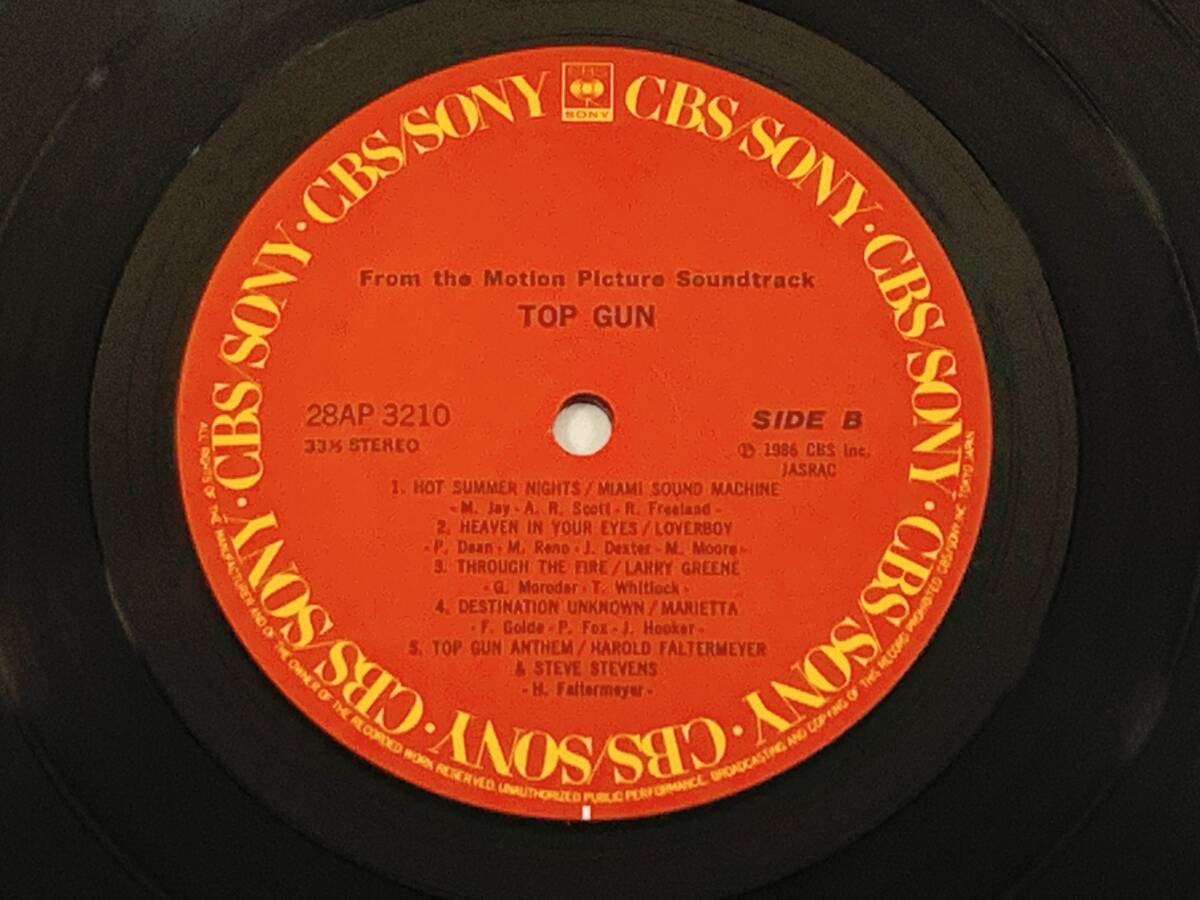 CBS/SONY · CBS/SONY · CBS/SONY · CBS/SONY · CBS/SONY · CBS/SONY · CBS/SONY · CBS/SONY
SONY
From the Motion Picture Soundtrack
TOP GUN
28AP 3210
SIDE B
33⅓ STEREO
℗ 1986 CBS Inc.
JASRAC
1. HOT SUMMER NIGHTS / MIAMI SOUND MACHINE
- M. Jay - A. R. Scott - R. Freeland -
2. HEAVEN IN YOUR EYES / LOVERBOY
- P. Dean - M. Reno - J. Dexter - M. Moore -
3. THROUGH THE FIRE / LARRY GREENE
- G. Moroder - T. Whitlock -
4. DESTINATION UNKNOWN / MARIETTA
- F. Golde - P. Fox - J. Hooker -
5. TOP GUN ANTHEM / HAROLD FALTERMEYER
& STEVE STEVENS
- H. Faltermeyer -
ALL RIGHTS OF THE MANUFACTURER AND OF THE OWNER OF THE RECORDED WORK RESERVED. UNAUTHORIZED PUBLIC PERFORMANCE, BROADCASTING AND COPYING OF THIS RECORD PROHIBITED CBS/SONY INC. TOKYO JAPAN